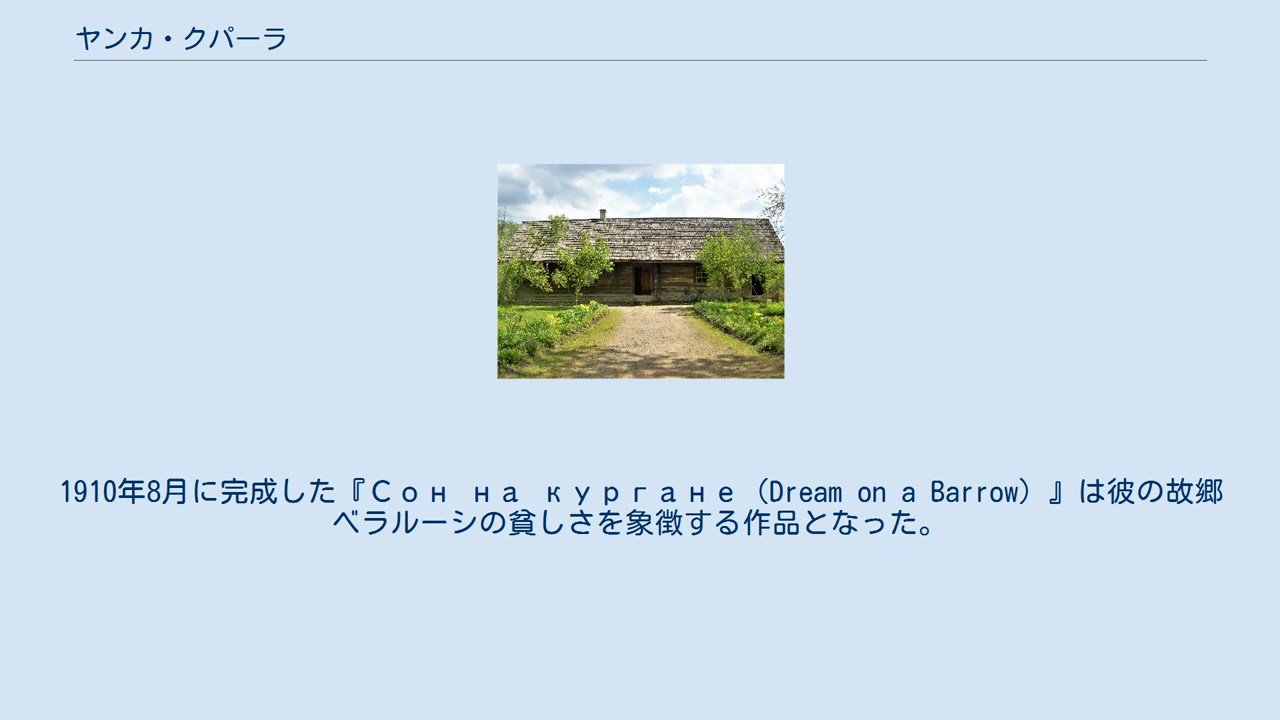 ヤンカ・クパーラ
1910年8月に完成した『Сон на кургане (Dream on a Barrow) 』は彼の故郷
ベラルーシの貧しさを象徴する作品となった。